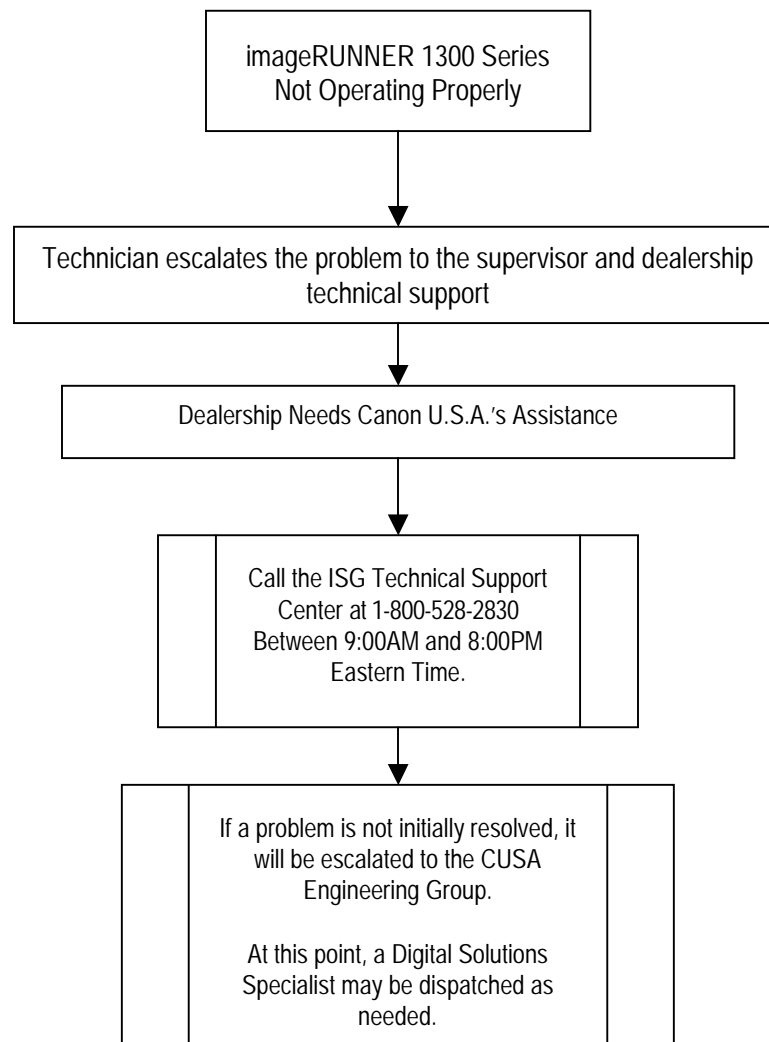 imageRUNNER 1300 Series
Not Operating Properly
Technician escalates the problem to the supervisor and dealership
technical support
Dealership Needs Canon U.S.A.'s Assistance
Call the ISG Technical Support
Center at 1-800-528-2830
Between 9:00AM and 8:00PM
Eastern Time.
If a problem is not initially resolved, it
will be escalated to the CUSA
Engineering Group.
At this point, a Digital Solutions
Specialist may be dispatched as
needed.